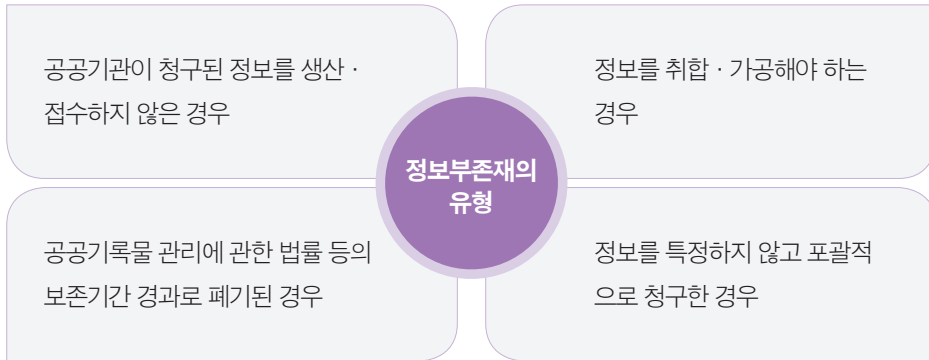 공공기관이 청구된 정보를 생산 ·
접수하지 않은 경우
정보를 취합 · 가공해야 하는
경우
정보부존재의
유형
공공기록물 관리에 관한 법률 등의
보존기간 경과로 폐기된 경우
정보를 특정하지 않고 포괄적
으로 청구한 경우